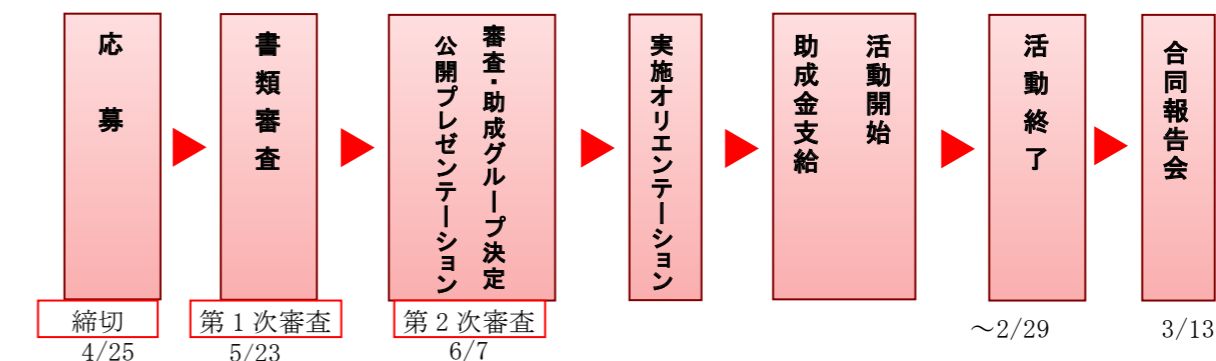 応募
書類審査
審査・助成グループ決定
公開プレゼンテーション
実施オリエンテーション
活動開始
助成金支給
活動終了
合同報告会
締切
4/25
第1次審査
5/23
第2次審査
6/7
～2/29
3/13